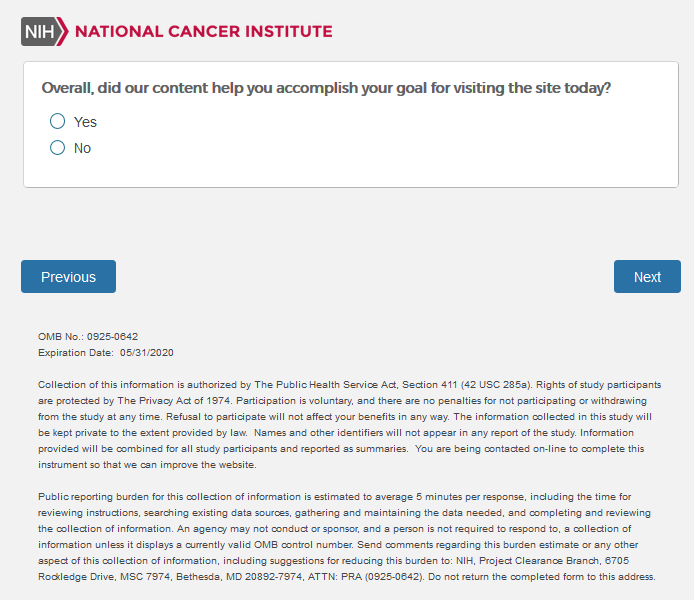 NIH NATIONAL CANCER INSTITUTE
Overall, did our content help you accomplish your goal for visiting the site today?
Yes
No
Previous
Next
OMB No.: 0925-0642
Expiration Date: 05/31/2020
Collection of this information is authorized by The Public Health Service Act, Section 411 (42 USC 285a). Rights of study participants
are protected by The Privacy Act of 1974. Participation is voluntary, and there are no penalties for not participating or withdrawing
from the study at any time. Refusal to participate will not affect your benefits in any way. The information collected in this study will
be kept private to the extent provided by law. Names and other identifiers will not appear in any report of the study. Information
provided will be combined for all study participants and reported as summaries. You are being contacted on-line to complete this
instrument so that we can improve the website.
Public reporting burden for this collection of information is estimated to average 5 minutes per response, including the time for
reviewing instructions, searching existing data sources, gathering and maintaining the data needed, and completing and reviewing
the collection of information. An agency may not conduct or sponsor, and a person is not required to respond to, a collection of
information unless it displays a currently valid OMB control number. Send comments regarding this burden estimate or any other
aspect of this collection of information, including suggestions for reducing this burden to: NIH, Project Clearance Branch, 6705
Rockledge Drive, MSC 7974, Bethesda, MD 20892-7974, ATTN: PRA (0925-0642). Do not return the completed form to this address.